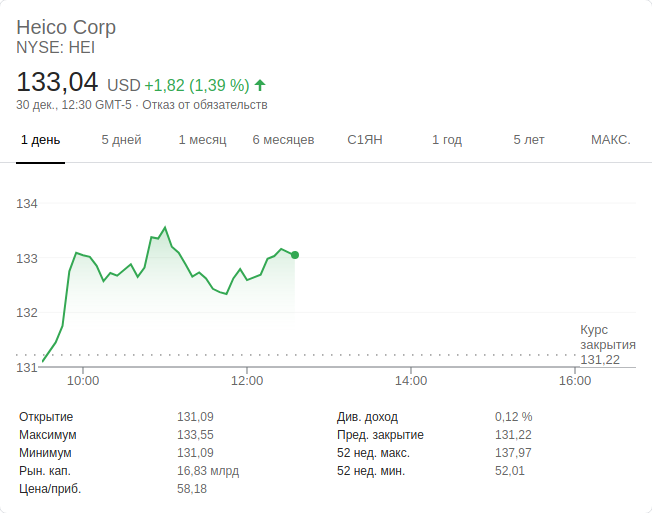 Heico Corp
NYSE: HEI
133,04 USD +1,82 (1,39 %)
30 дек., 12:30 GMT-5 · Отказ от обязательств
1 день 5 дней 1 месяц 6 месяцев С1ЯН 1 год 5 лет МАКС.
134
133
132
Курс
закрытия
131,22
131
10:00 12:00 14:00 16:00
Открытие 131,09 Див. доход 0,12 %
Максимум 133,55 Пред. закрытие 131,22
Минимум 131,09 52 нед. макс. 137,97
Рын. кап. 16,83 млрд 52 нед. мин. 52,01
Цена/приб. 58,18